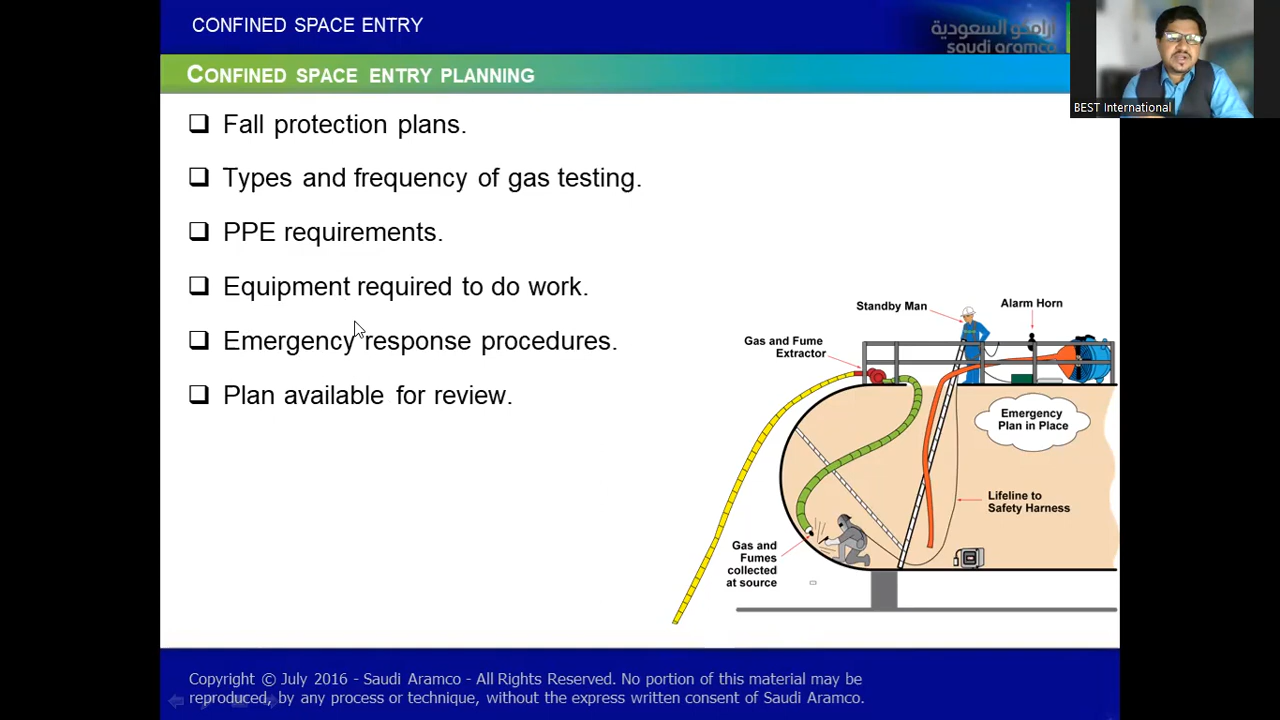 CONFINED SPACE ENTRY
أرامكو السعودية
saudi aramco
CONFINED SPACE ENTRY PLANNING
BEST International
Fall protection plans.
Types and frequency of gas testing.
PPE requirements.
Equipment required to do work.
Emergency response procedures.
Plan available for review.
Standby Man
Alarm Horn
Gas and Fume
Extractor
Emergency
Plan in Place
Lifeline to
Safety Harness
Gas and
Fumes
collected
at source
Copyright © July 2016 - Saudi Aramco - All Rights Reserved. No portion of this material may be
reproduced, by any process or technique, without the express written consent of Saudi Aramco.